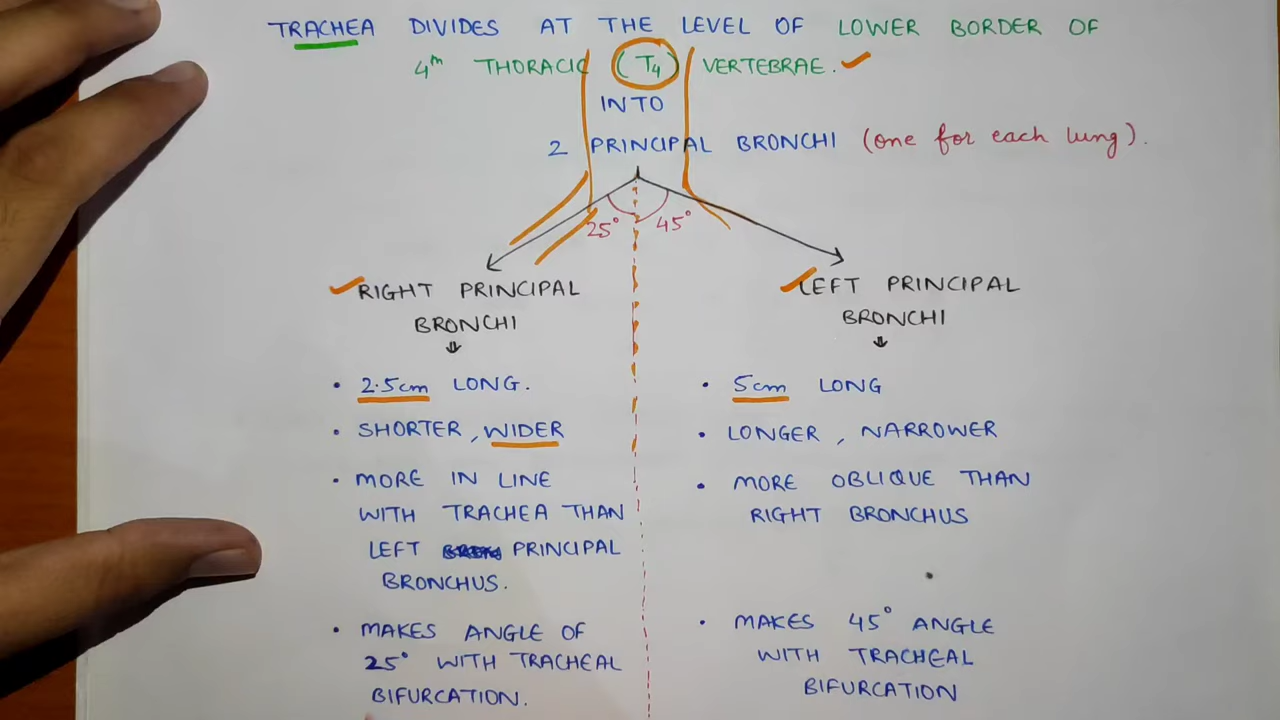 TRACHEA DIVIDES AT THE LEVEL OF LOWER BORDER OF
4th THORACIC (T4) VERTEBRAE.
INTO
2 PRINCIPAL BRONCHI (one for each lung).
25° 45°
RIGHT PRINCIPAL
BRONCHI
• 2.5cm LONG.
• SHORTER, WIDER
• MORE IN LINE
WITH TRACHEA THAN
LEFT PRINCIPAL
BRONCHUS.
• MAKES ANGLE OF
25° WITH TRACHEAL
BIFURCATION.
LEFT PRINCIPAL
BRONCHI
• 5cm LONG
• LONGER, NARROWER
• MORE OBLIQUE THAN
RIGHT BRONCHUS
• MAKES 45° ANGLE
WITH TRACHEAL
BIFURCATION